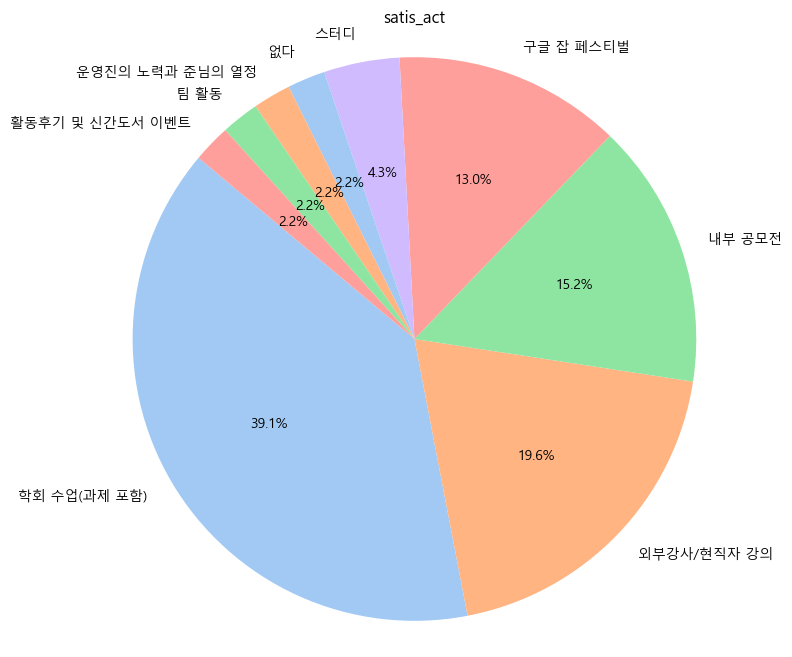 satis_act
스터디
구글 잡 페스티벌
없다
운영진의 노력과 준님의 열정
팀 활동
활동후기 및 신간도서 이벤트
4.3%
13.0%
2.2%
2.2%
2.2%
2.2%
내부 공모전
15.2%
39.1%
19.6%
학회 수업(과제 포함)
외부강사/현직자 강의